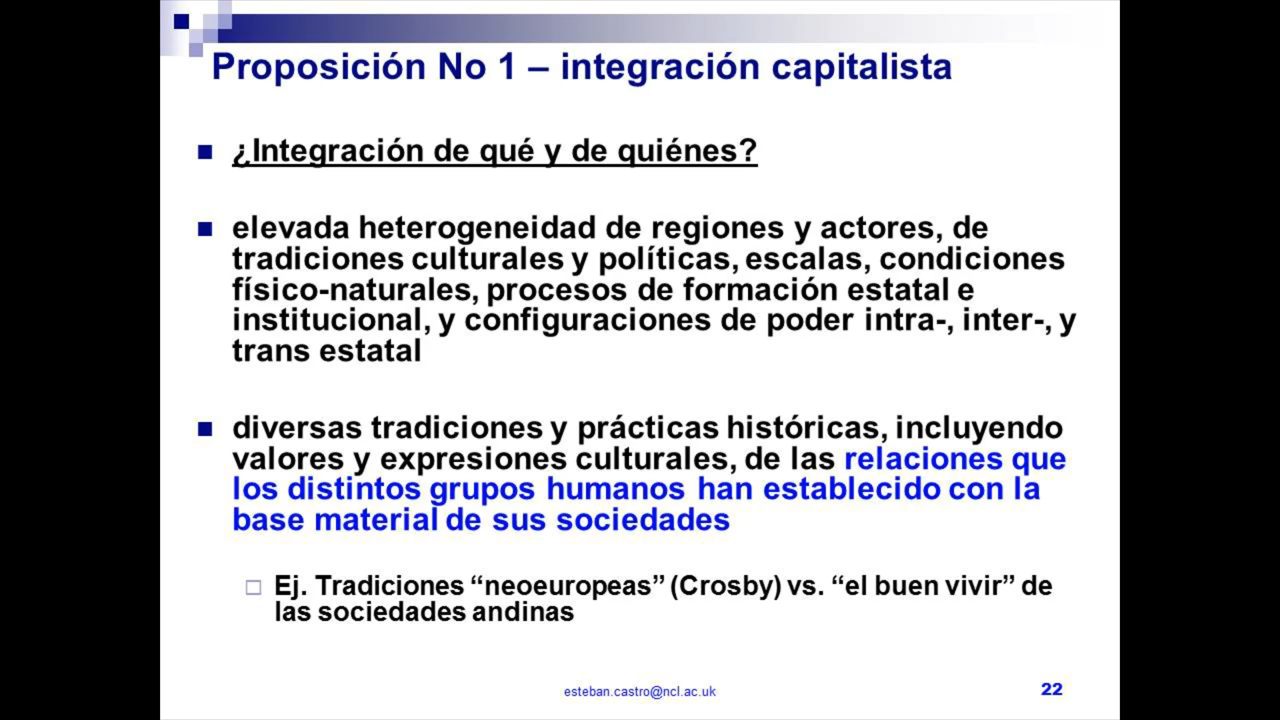 Proposición No 1 – integración capitalista
¿Integración de qué y de quiénes?
elevada heterogeneidad de regiones y actores, de
tradiciones culturales y políticas, escalas, condiciones
físico-naturales, procesos de formación estatal e
institucional, y configuraciones de poder intra-, inter-, y
trans estatal
diversas tradiciones y prácticas históricas, incluyendo
valores y expresiones culturales, de las relaciones que
los distintos grupos humanos han establecido con la
base material de sus sociedades
Ej. Tradiciones “neoeuropeas” (Crosby) vs. “el buen vivir” de
las sociedades andinas
esteban.castro@ncl.ac.uk
22